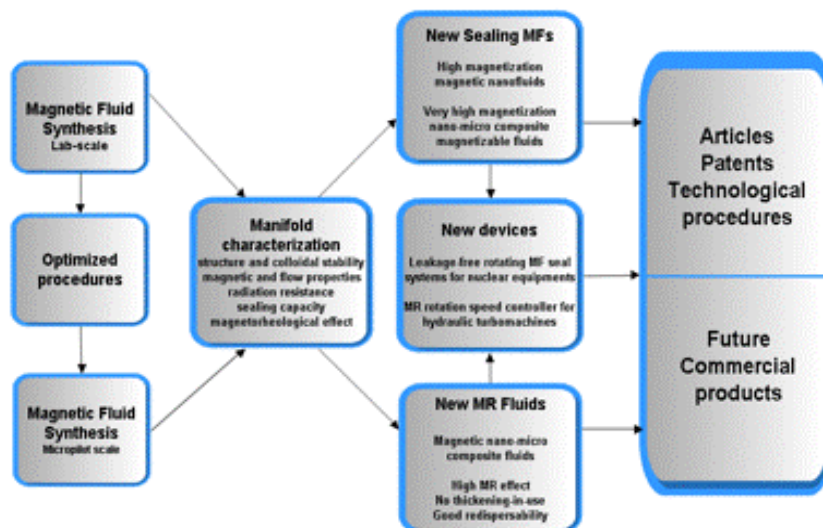 Magnetic Fluid
Synthesis
Lab-scale
Optimized
procedures
Magnetic Fluid
Synthesis
Micropilot scale
Manifold
characterization
structure and colloidal stability
magnetic and flow properties
radiation resistance
sealing capacity
magnetorheological effect
New Sealing MFs
High magnetization
magnetic nanofluids
Very high magnetization
nano-micro composite
magnetizable fluids
New devices
Leakage-free rotating MF seal
systems for nuclear equipments
MR rotation speed controller for
hydraulic turbomachines
New MR Fluids
Magnetic nano-micro
composite fluids
High MR effect
No thickening-in-use
Good redispersability
Articles
Patents
Technological
procedures
Future
Commercial
products